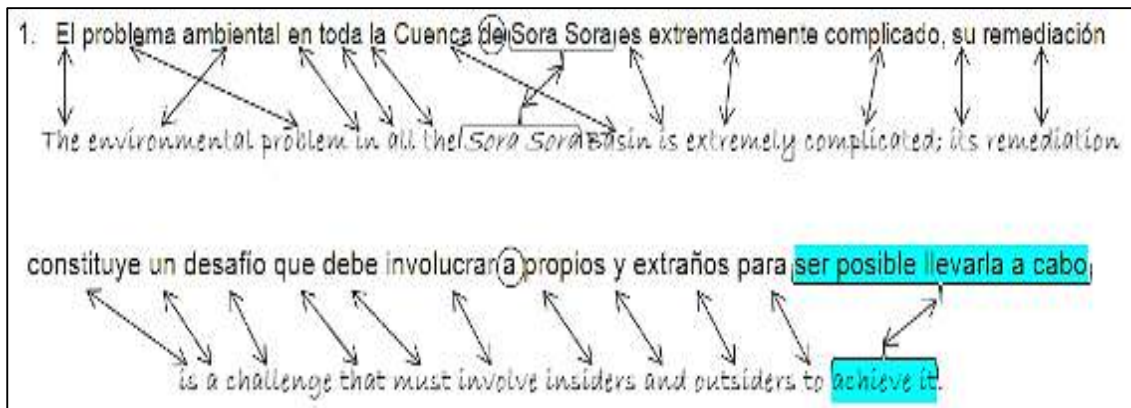 1. El problema ambiental en toda la Cuenca de Sora Sora es extremadamente complicado, su remediación
The environmental problem in all the Sora Sora Basin is extremely complicated; its remediation
constituye un desafío que debe involucrar a propios y extraños para ser posible llevarla a cabo
is a challenge that must involve insiders and outsiders to achieve it.